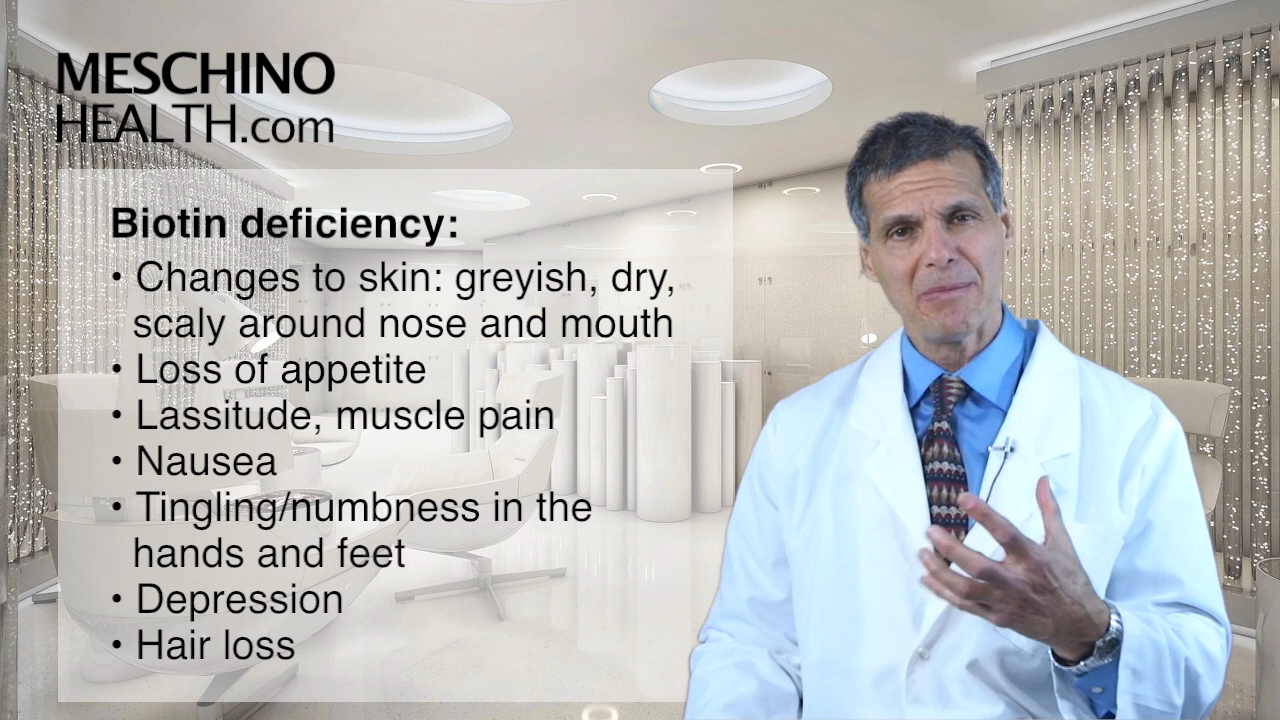 MESCHINO
HEALTH.com
Biotin deficiency:
• Changes to skin: greyish, dry,
scaly around nose and mouth
• Loss of appetite
• Lassitude, muscle pain
• Nausea
• Tingling/numbness in the
hands and feet
• Depression
• Hair loss